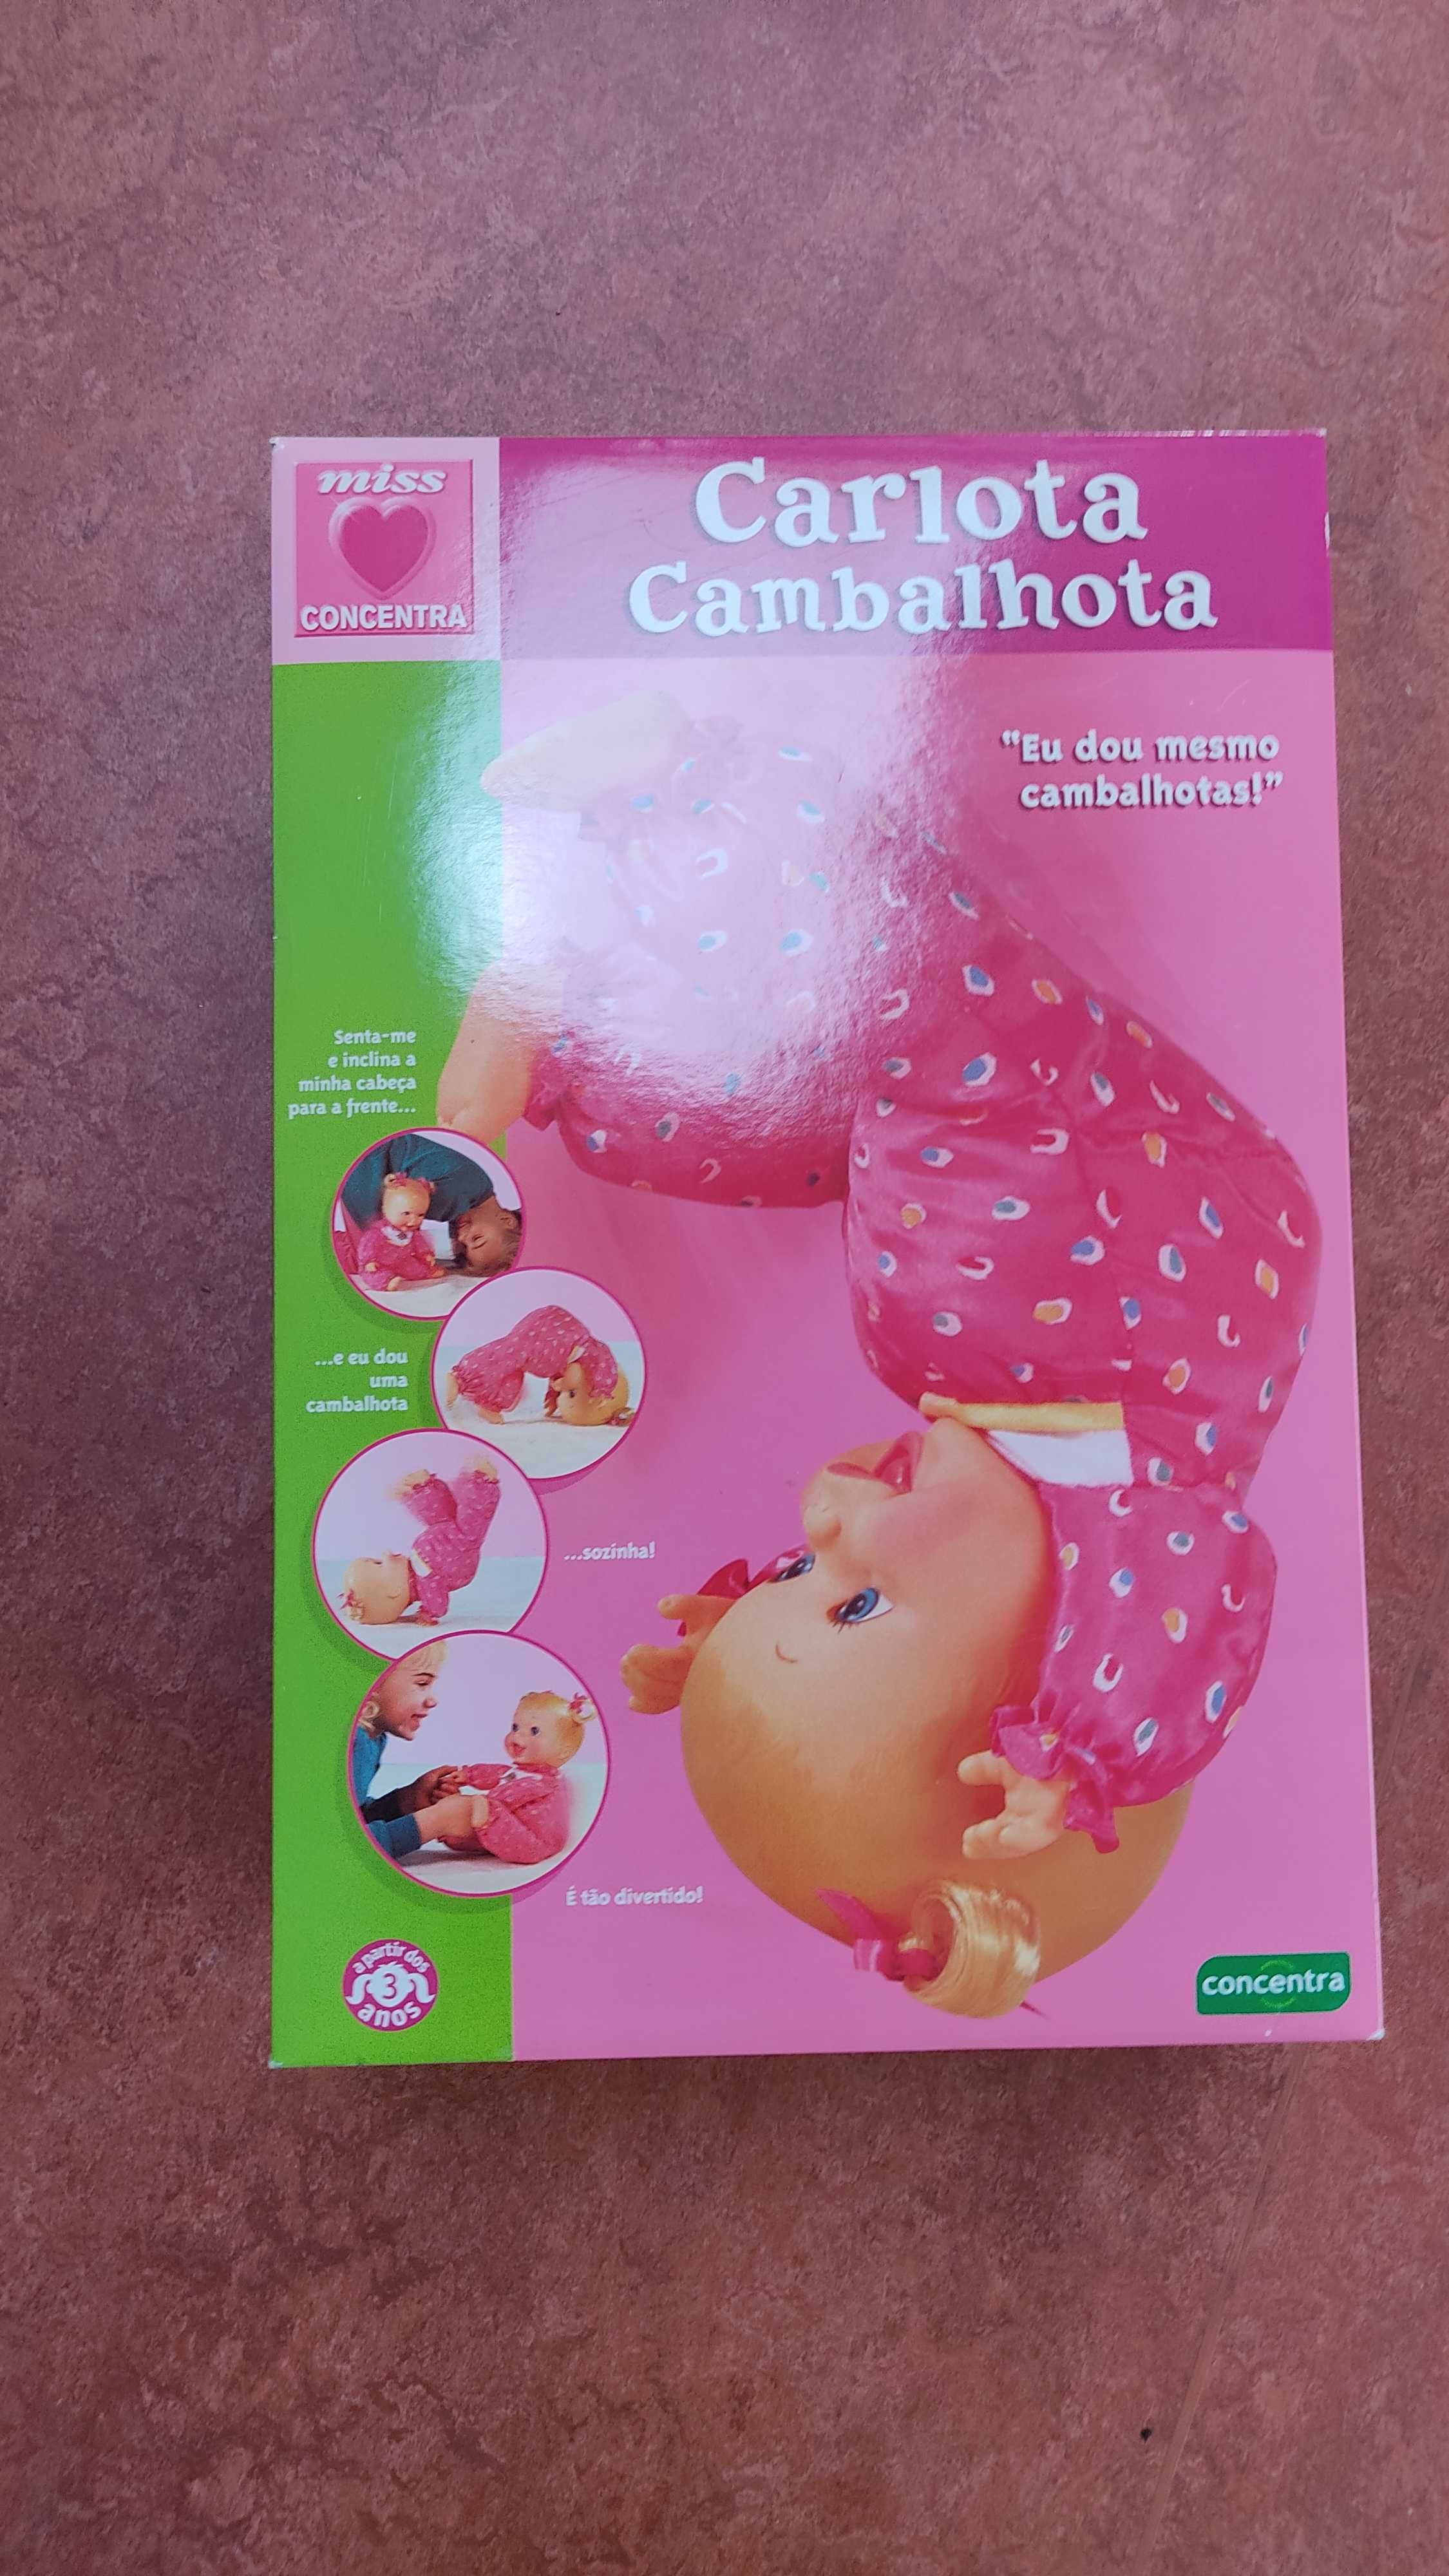 miss
CONCENTRA
Carlota
Cambalhota
"Eu dou mesmo
cambalhotas!"
Senta-me
e inclina a
minha cabeça
para a frente...
...e eu dou
uma
cambalhota
...sozinha!
É tão divertido!
a partir dos
3
anos
concentra